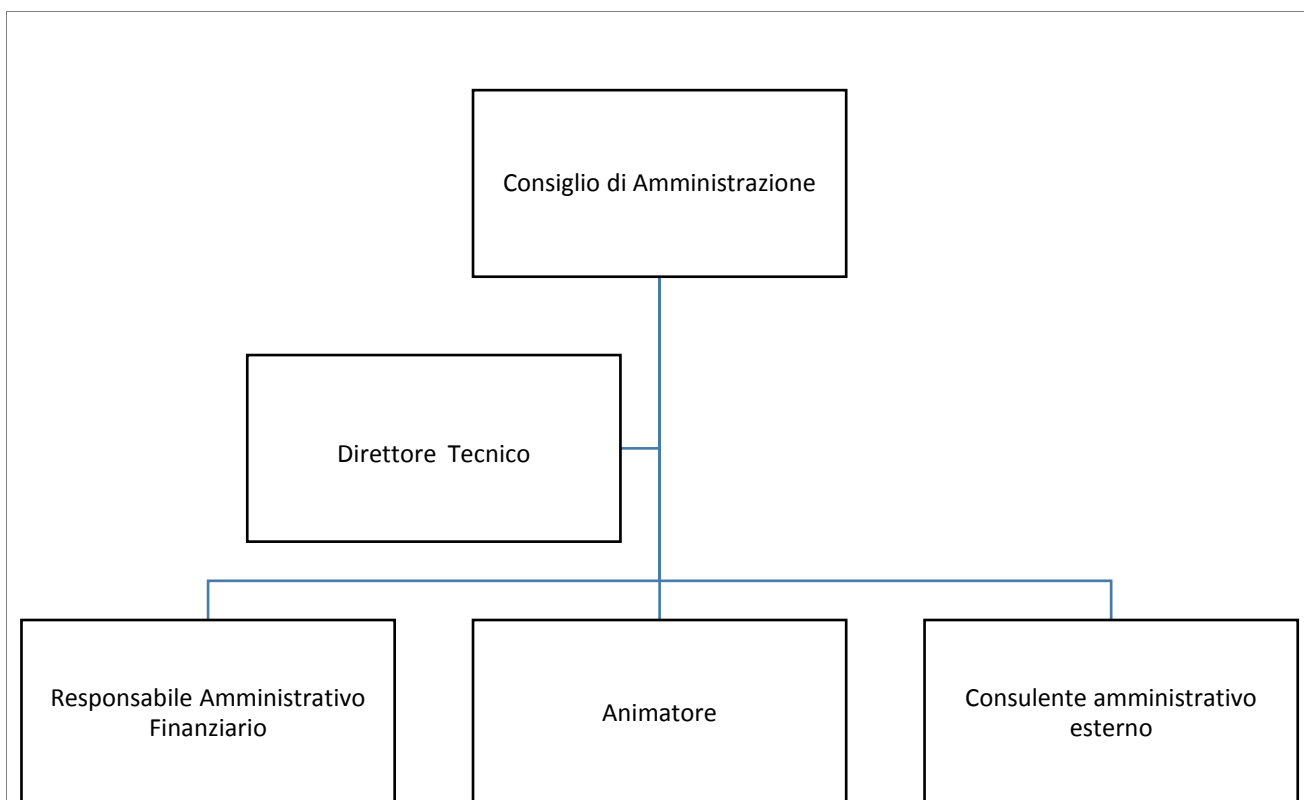 Consiglio di Amministrazione
Direttore Tecnico
Responsabile Amministrativo
Finanziario
Animatore
Consulente amministrativo
esterno